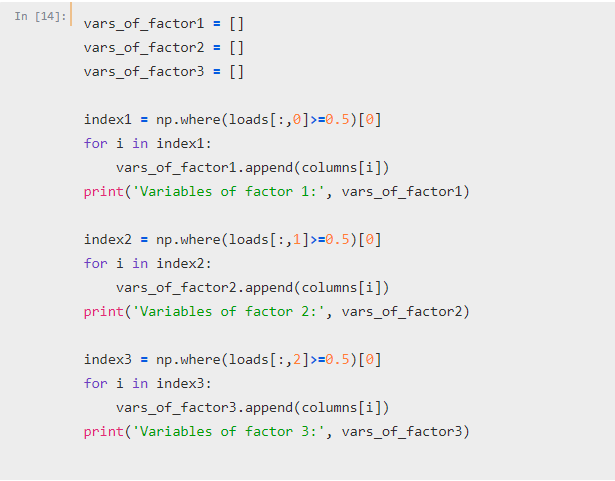 In [14]:
vars_of_factor1 = []
vars_of_factor2 = []
vars_of_factor3 = []
index1 = np.where(loads[:,0]>=0.5)[0]
for i in index1:
    vars_of_factor1.append(columns[i])
print('Variables of factor 1:', vars_of_factor1)
index2 = np.where(loads[:,1]>=0.5)[0]
for i in index2:
    vars_of_factor2.append(columns[i])
print('Variables of factor 2:', vars_of_factor2)
index3 = np.where(loads[:,2]>=0.5)[0]
for i in index3:
    vars_of_factor3.append(columns[i])
print('Variables of factor 3:', vars_of_factor3)